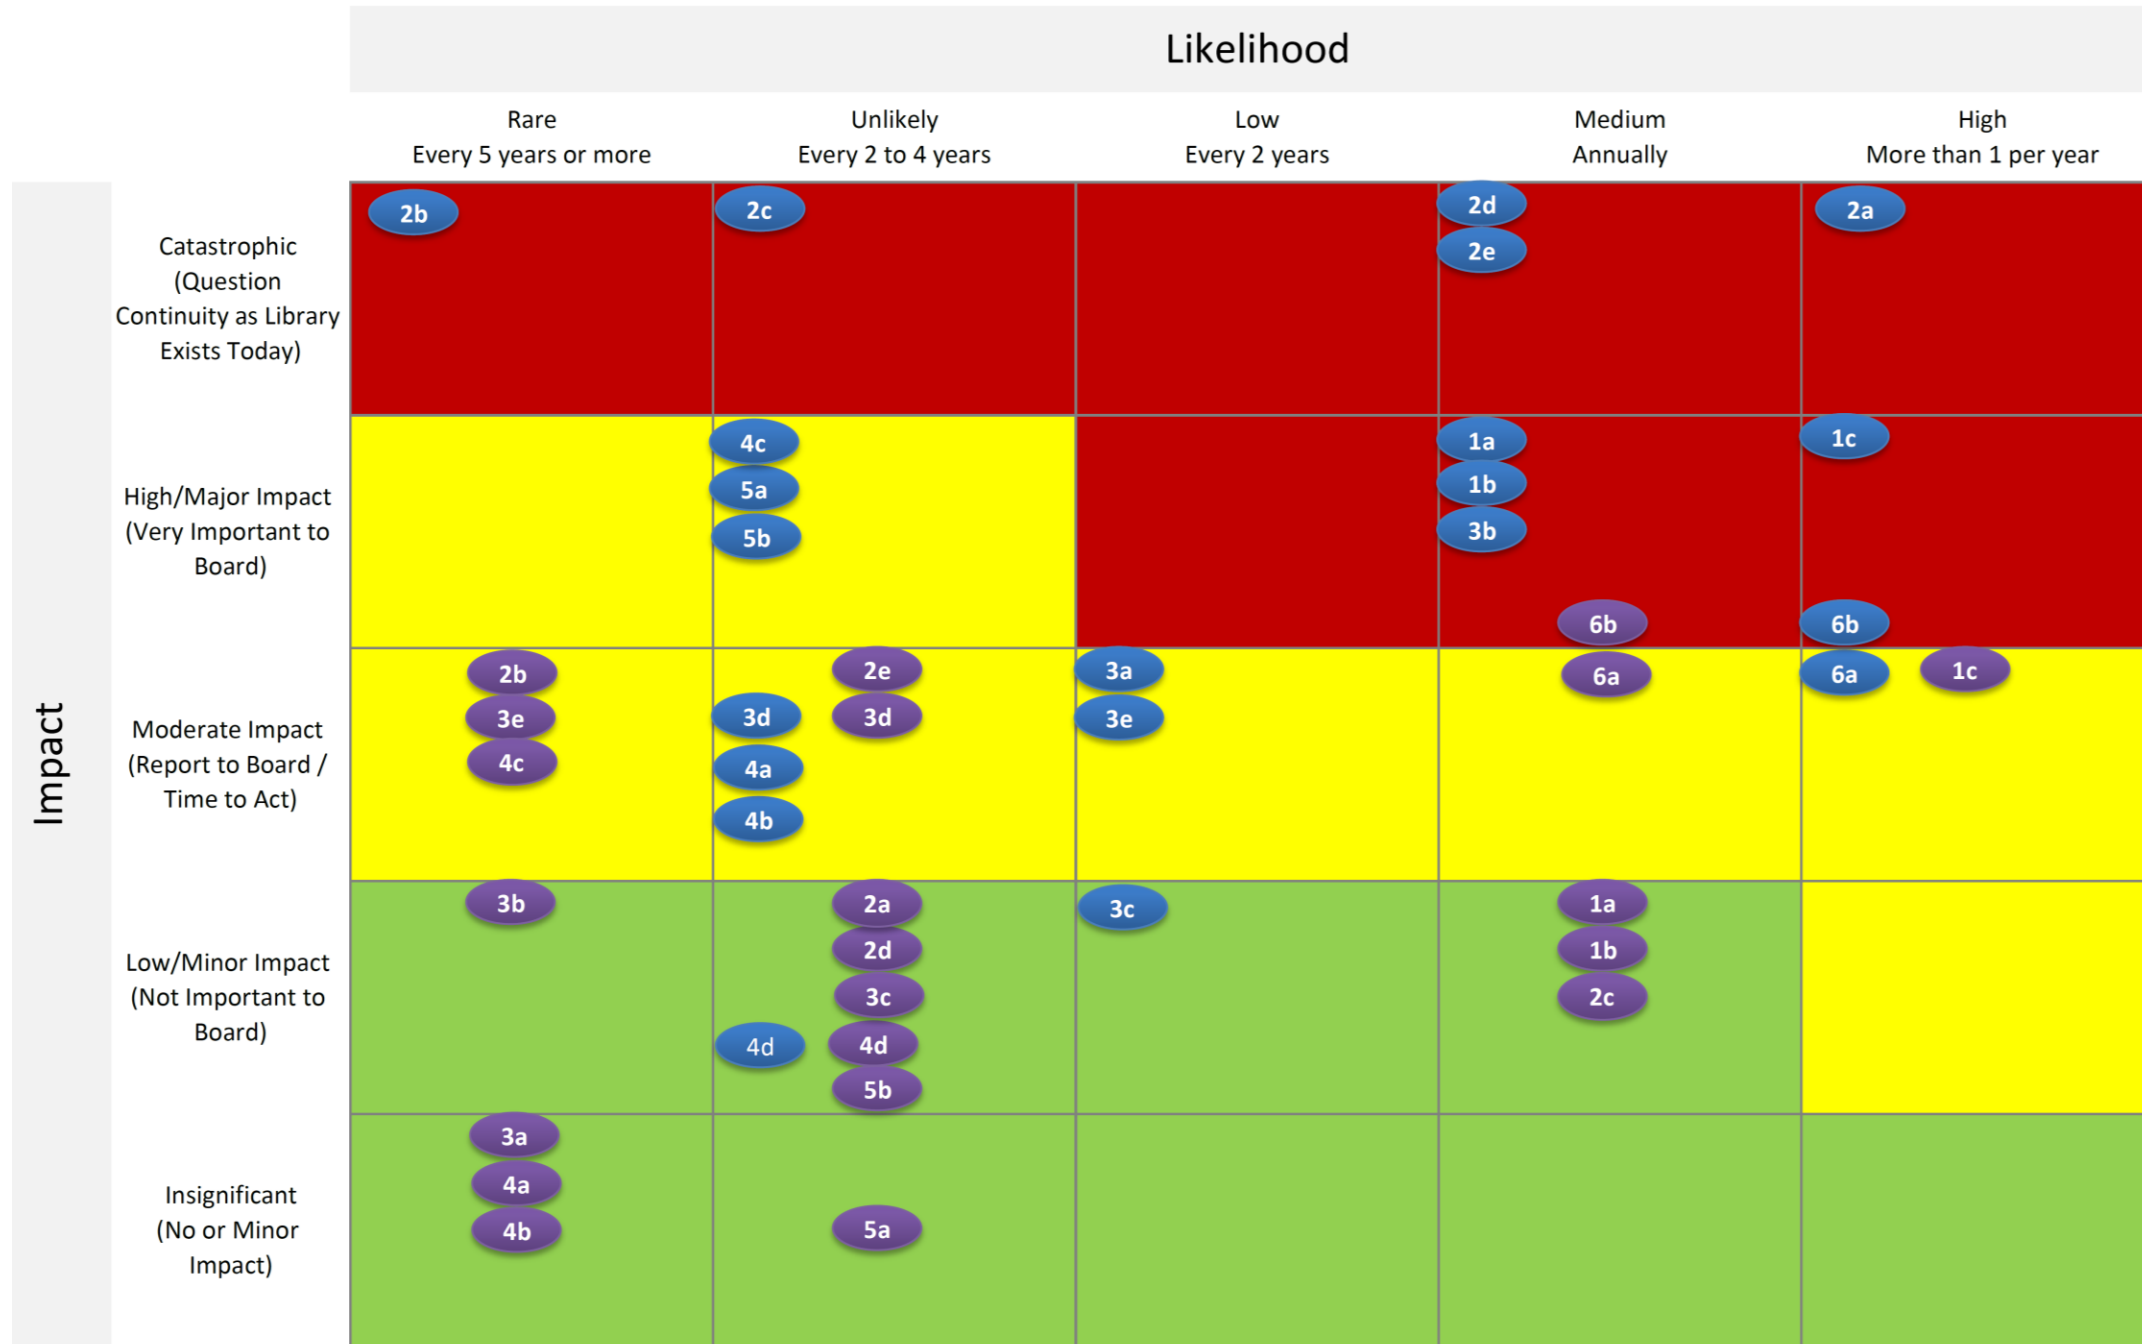 Likelihood
Rare
Every 5 years or more
Unlikely
Every 2 to 4 years
Low
Every 2 years
Medium
Annually
High
More than 1 per year
Impact
Catastrophic
(Question
Continuity as Library
Exists Today)
2b
2c
2d
2e
2a
High/Major Impact
(Very Important to
Board)
4c
5a
5b
1a
1b
3b
6b
1c
6b
Moderate Impact
(Report to Board /
Time to Act)
2b
3e
4c
3d
4a
4b
2e
3d
3a
3e
6a
6a
1c
Low/Minor Impact
(Not Important to
Board)
3b
4d
2a
2d
3c
4d
5b
3c
1a
1b
2c
Insignificant
(No or Minor
Impact)
3a
4a
4b
5a